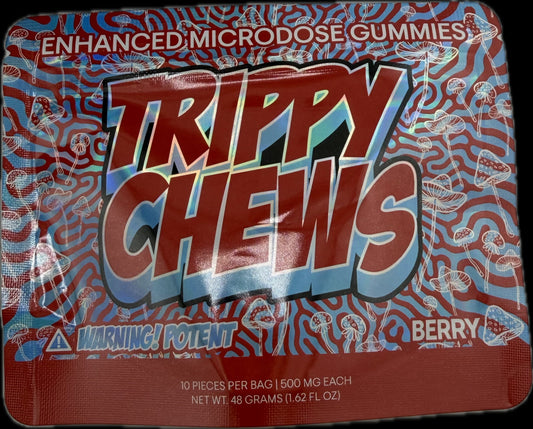 ENHANCED MICRODOSE GUMMIES
TRIPPY
CHEWS
WARNING! POTENT
BERRY
10 PIECES PER BAG | 500 MG EACH
NET WT. 48 GRAMS (1.62 FL OZ)